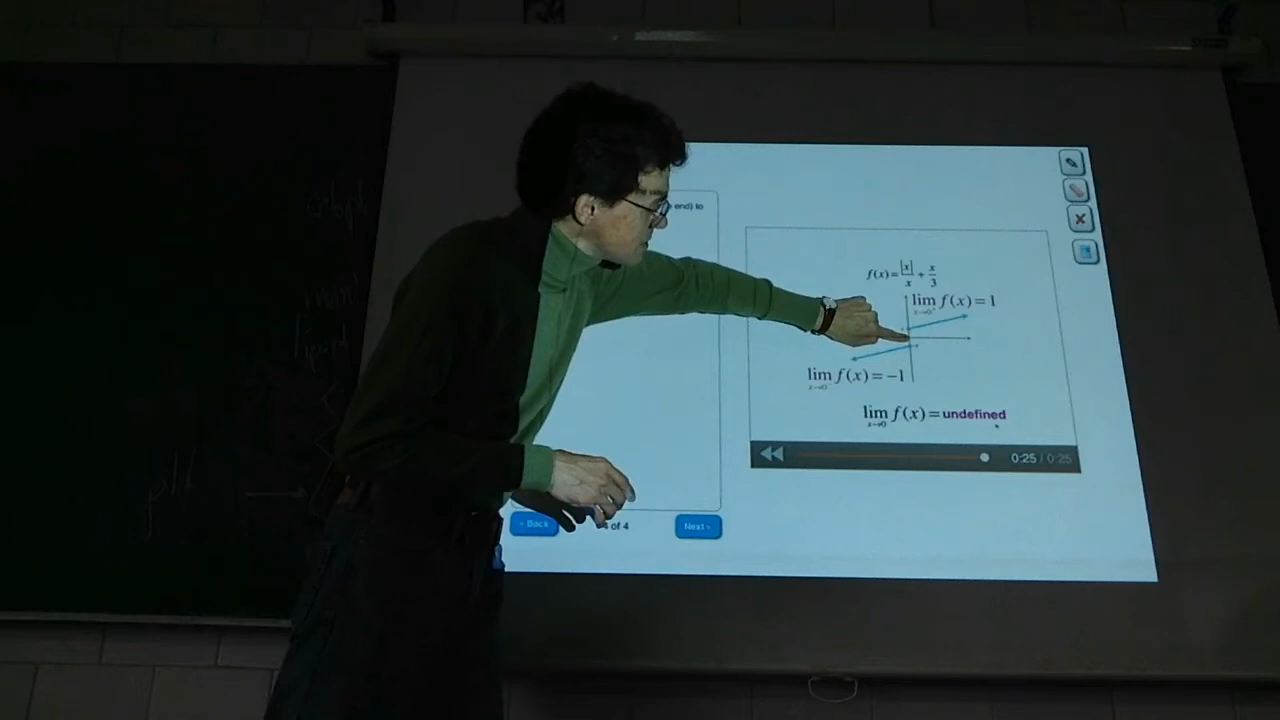 end) to
f(x)=|x|/x + x/3
lim x→0⁺ f(x)=1
lim x→0⁻ f(x)=−1
lim x→0 f(x)=undefined
0:25 / 0:25
‹ Back
of 4
Next ›